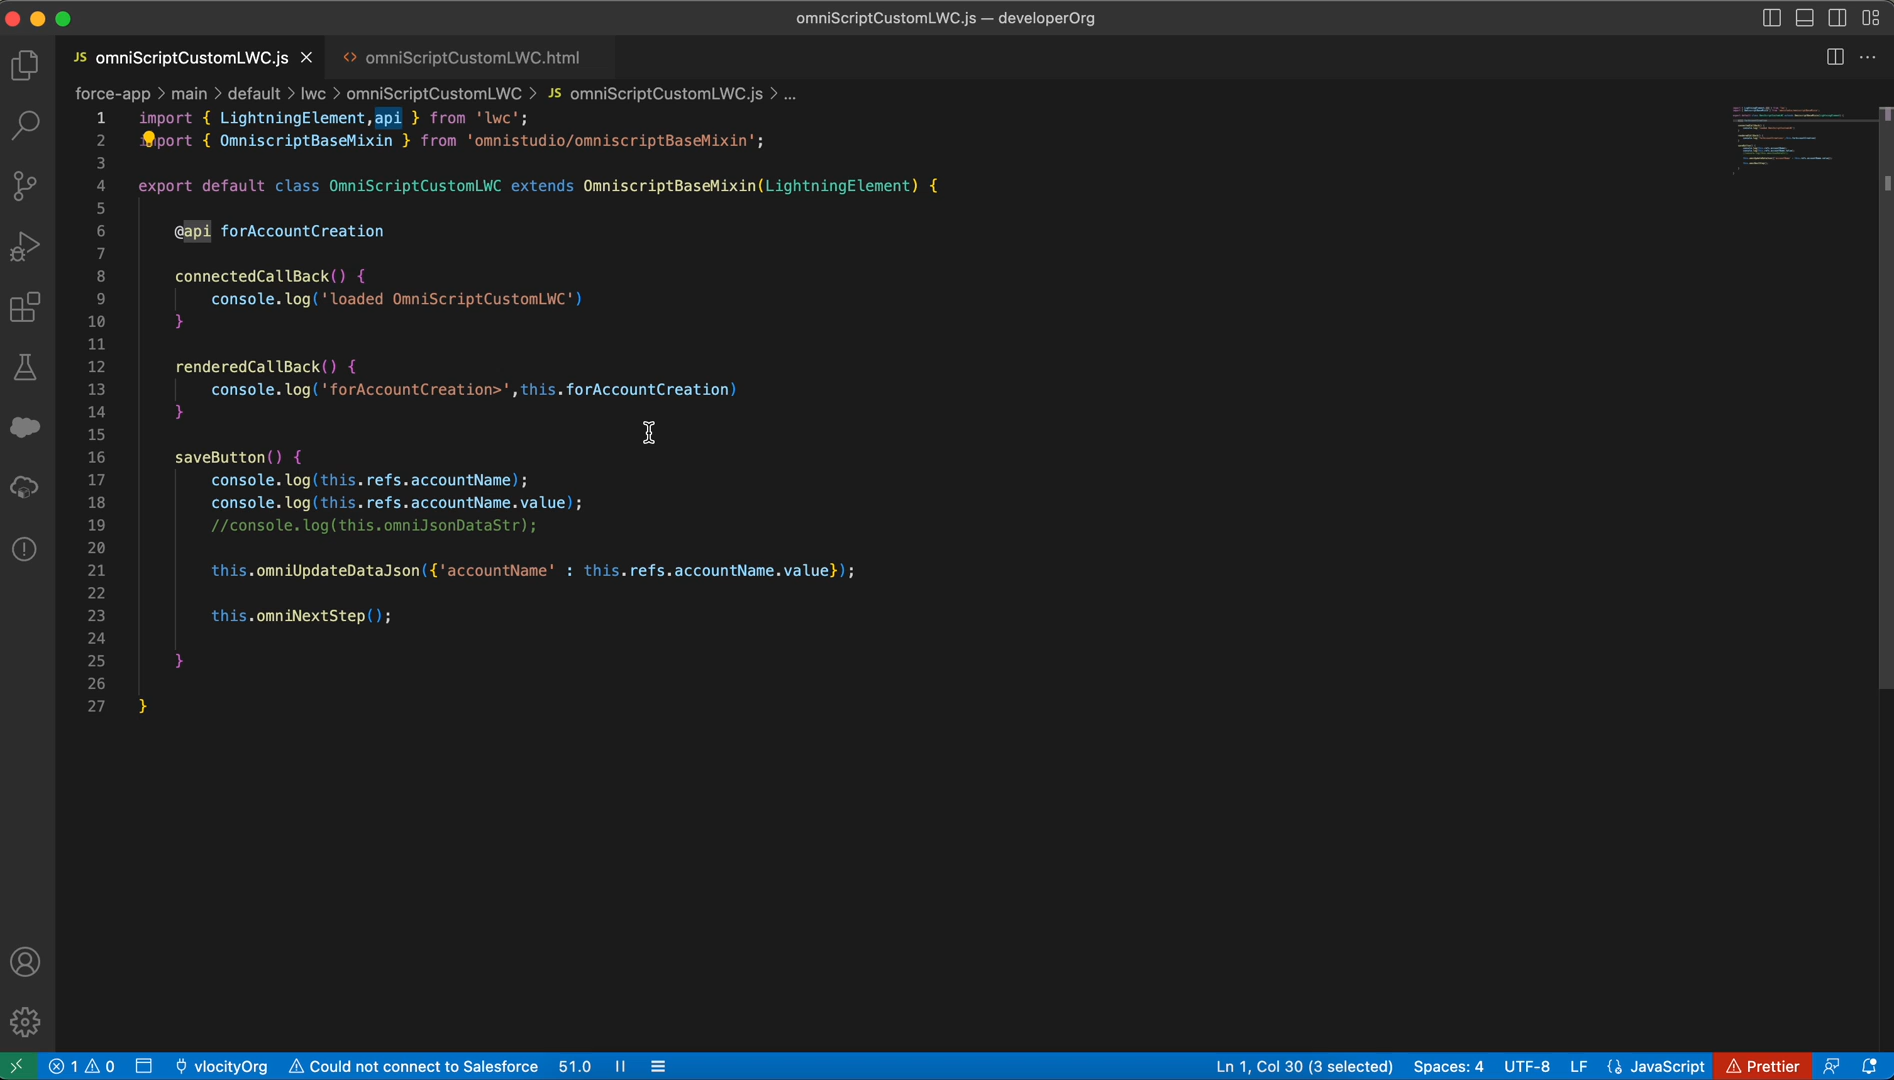 omniScriptCustomLWC.js — developerOrg
JS omniScriptCustomLWC.js
<> omniScriptCustomLWC.html
force-app > main > default > lwc > omniScriptCustomLWC > JS omniScriptCustomLWC.js > ...
1 import { LightningElement,api } from 'lwc';
2 import { OmniscriptBaseMixin } from 'omnistudio/omniscriptBaseMixin';
3
4 export default class OmniScriptCustomLWC extends OmniscriptBaseMixin(LightningElement) {
5
6 @api forAccountCreation
7
8 connectedCallBack() {
9 console.log('loaded OmniScriptCustomLWC')
10 }
11
12 renderedCallBack() {
13 console.log('forAccountCreation>',this.forAccountCreation)
14 }
15
16 saveButton() {
17 console.log(this.refs.accountName);
18 console.log(this.refs.accountName.value);
19 //console.log(this.omniJsonDataStr);
20
21 this.omniUpdateDataJson({'accountName' : this.refs.accountName.value});
22
23 this.omniNextStep();
24
25 }
26
27 }
1 0 vlocityOrg Could not connect to Salesforce 51.0 Ln 1, Col 30 (3 selected) Spaces: 4 UTF-8 LF {} JavaScript Prettier